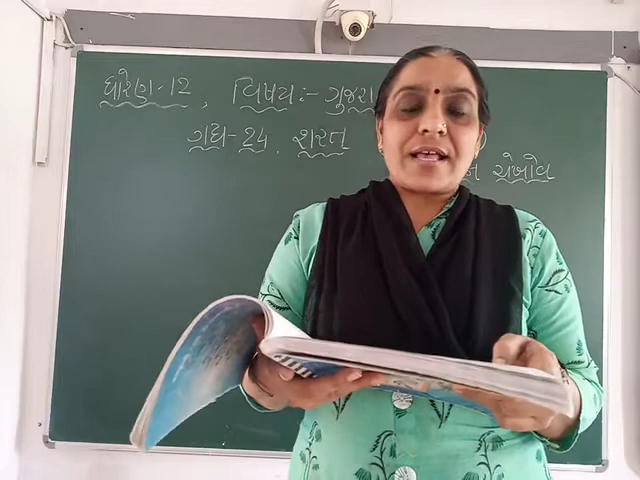 ધોરણ-12, વિષય:- ગુજરા
ગદ્ય-24. શરત
ચેખોવ